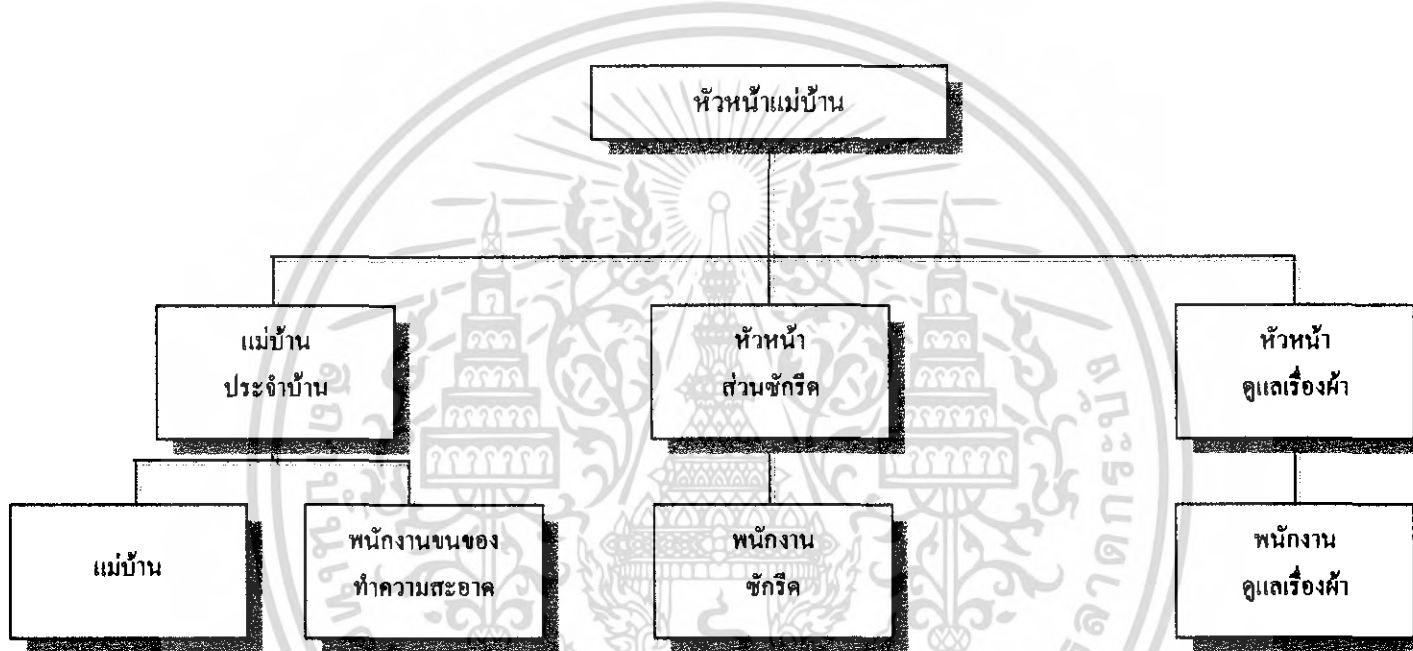 หัวหน้าแม่บ้าน
แม่บ้าน
ประจำบ้าน
หัวหน้า
ส่วนซักรีด
หัวหน้า
ดูแลเรื่องผ้า
แม่บ้าน
พนักงานขนของ
ทำความสะอาด
พนักงาน
ซักรีด
พนักงาน
ดูแลเรื่องผ้า